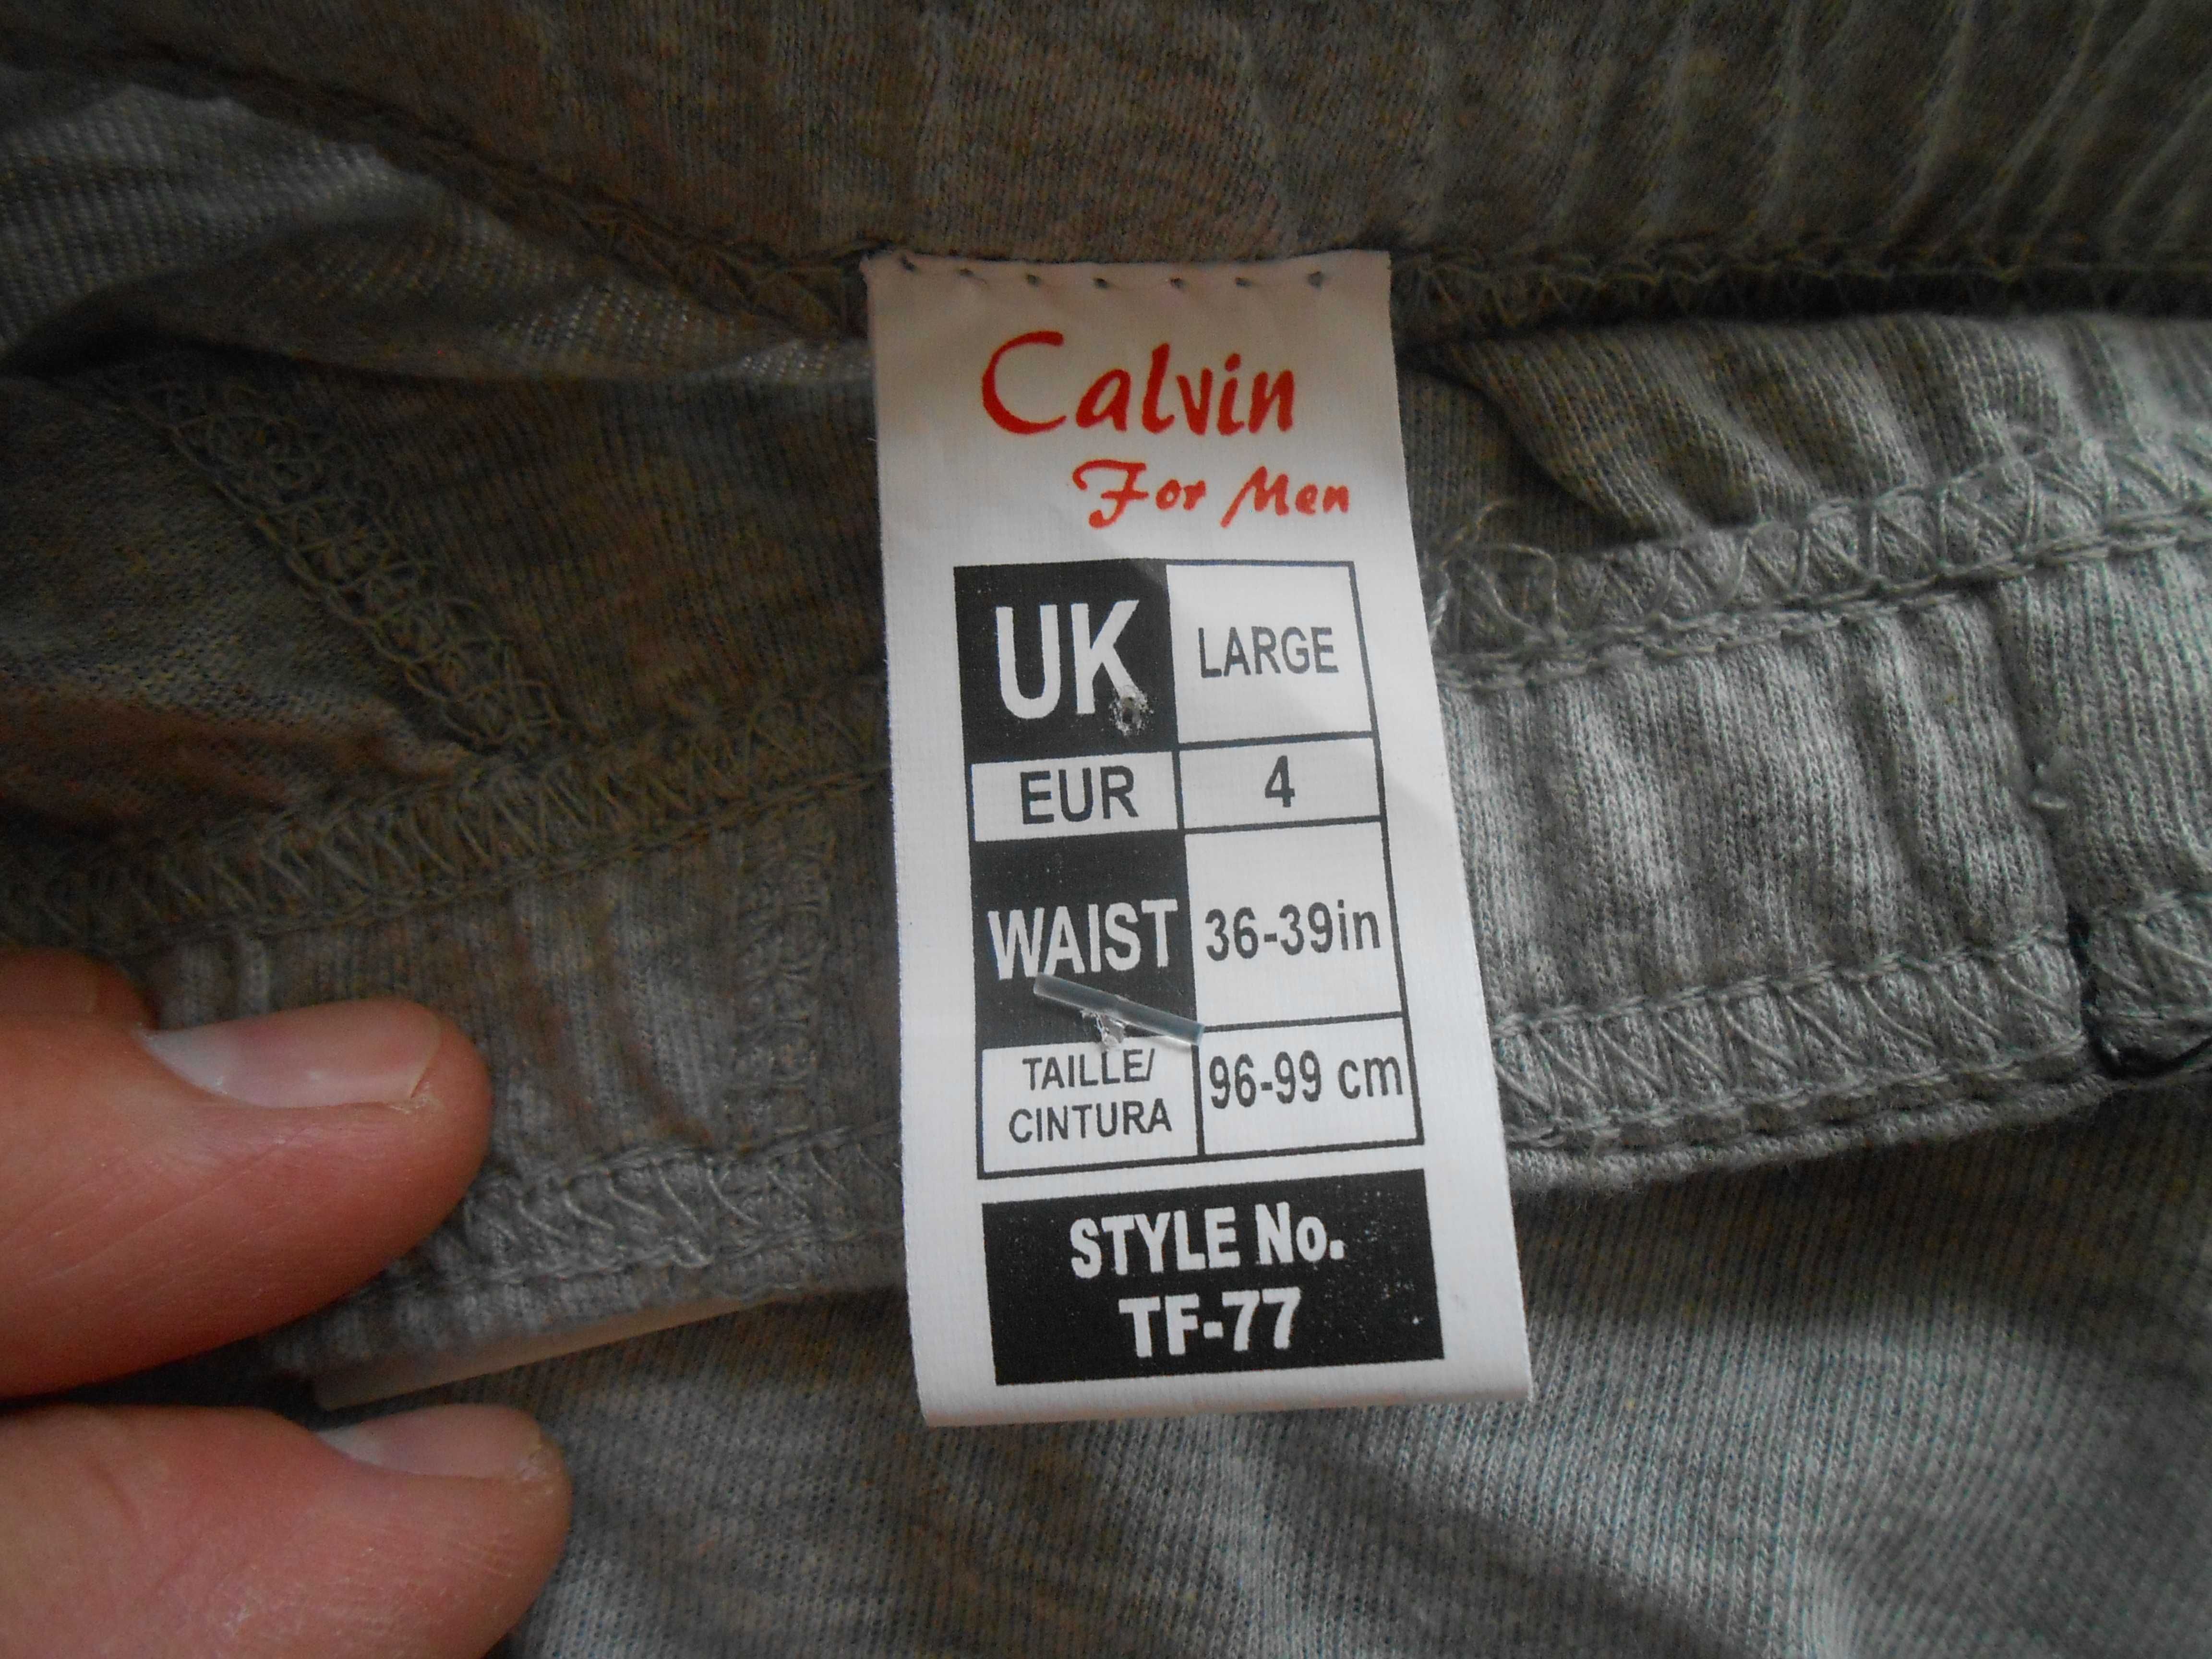 Calvin
For Men
UK LARGE
EUR 4
WAIST 36-39in
TAILLE/
CINTURA 96-99 cm
STYLE No.
TF-77